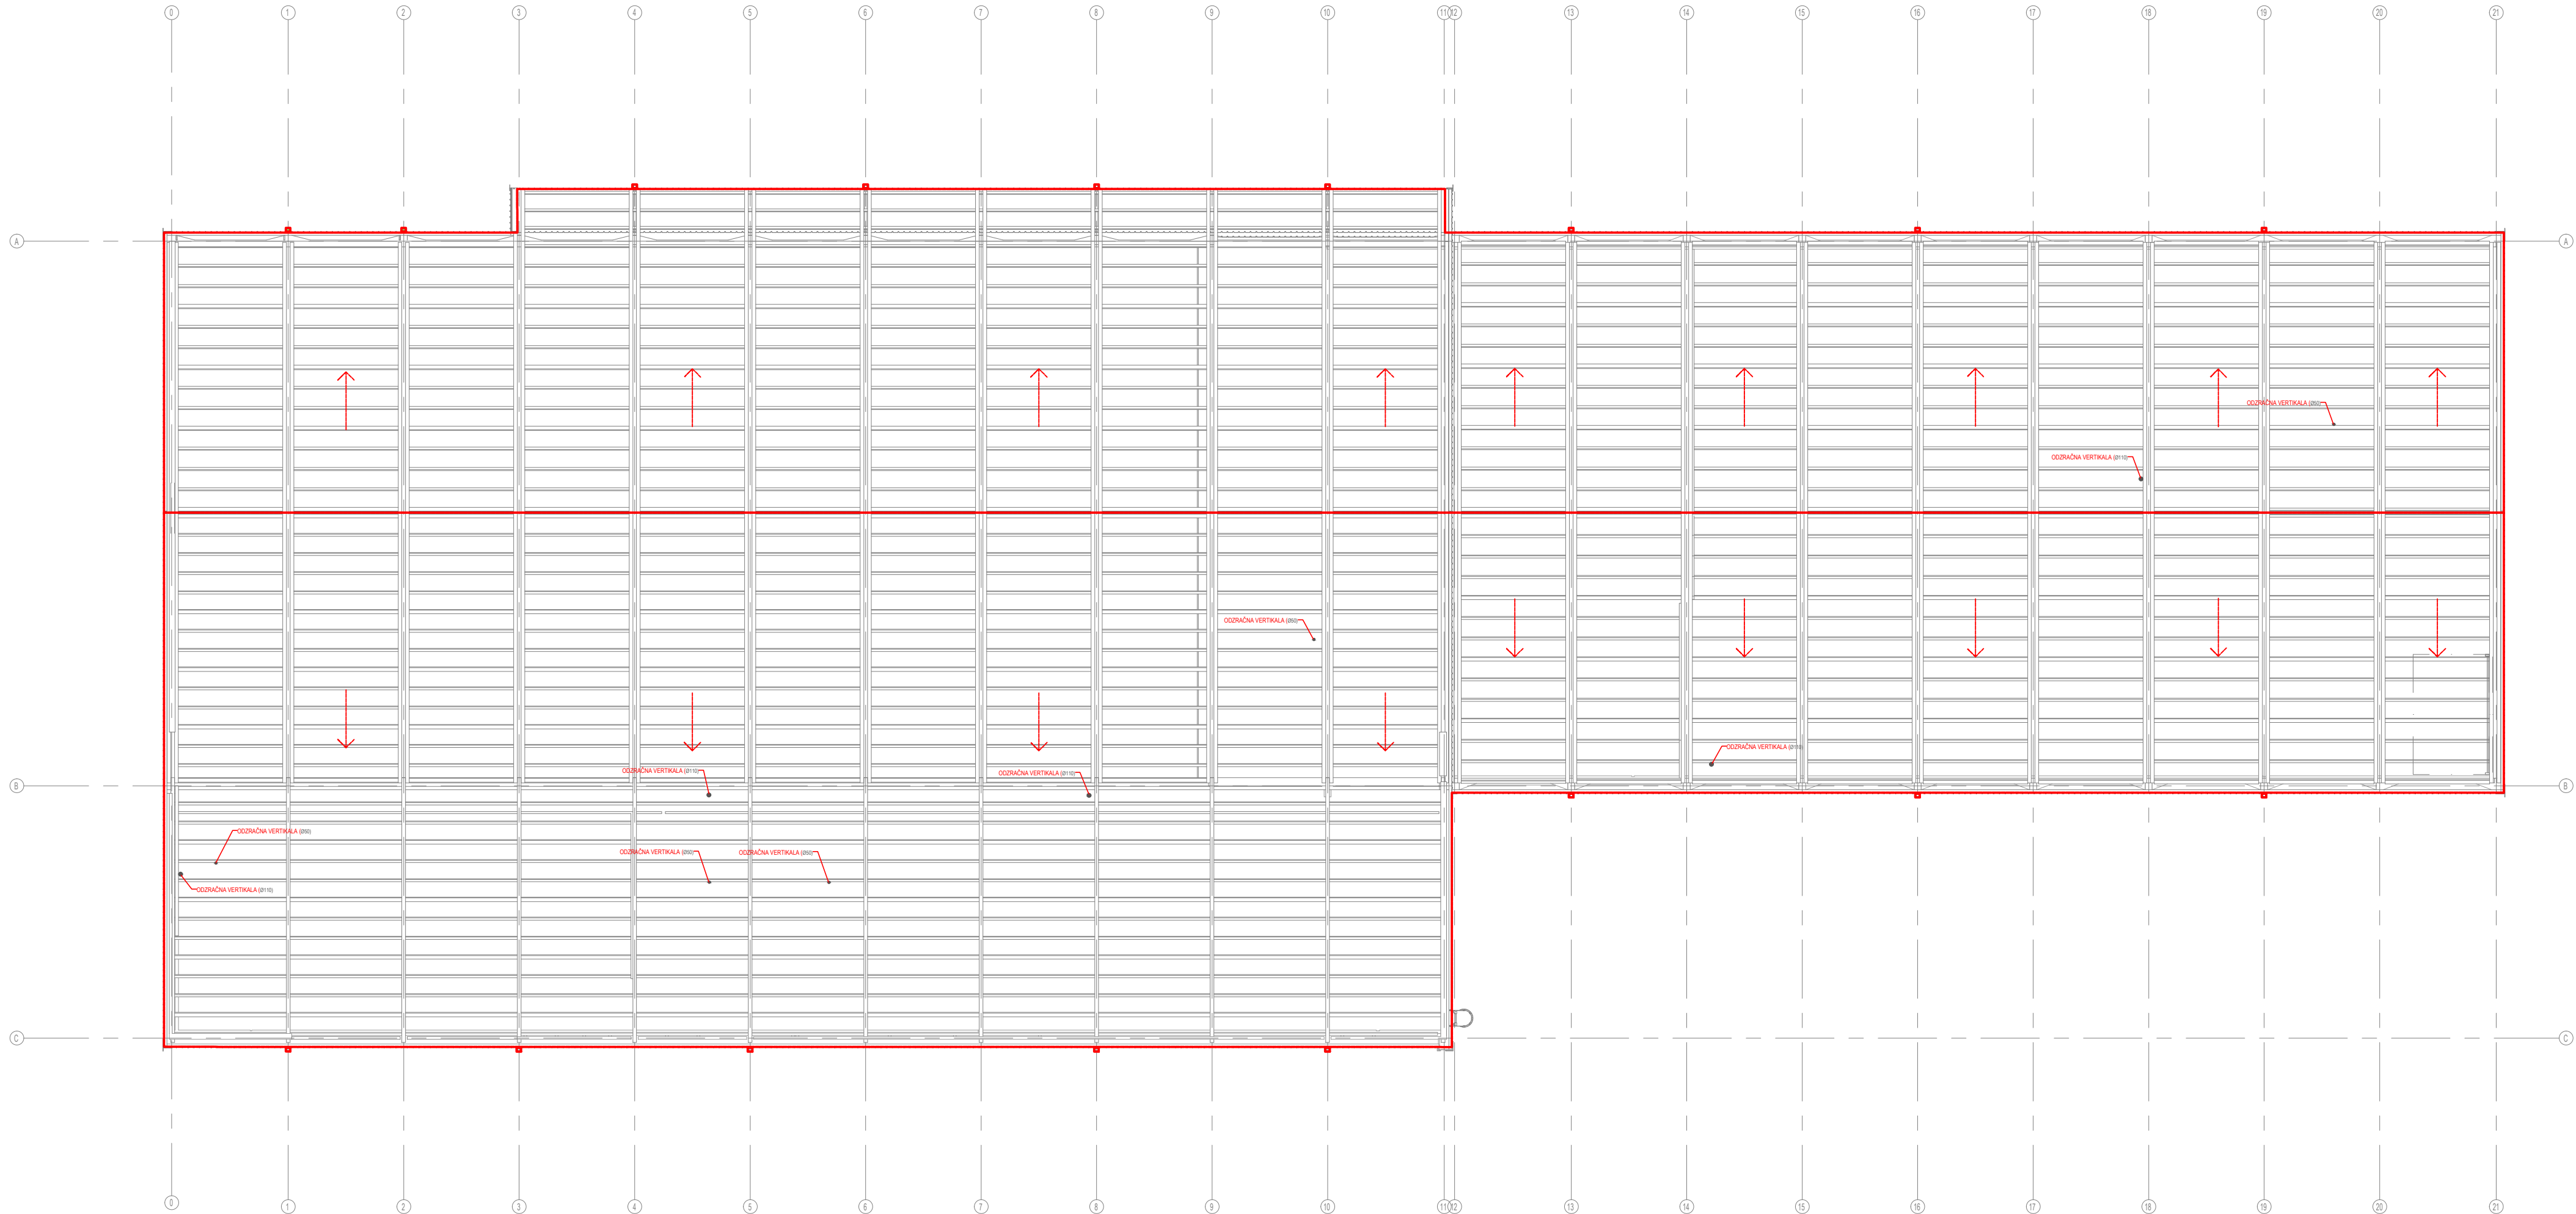 0 1 2 3 4 5 6 7 8 9 10 11 12 13 14 15 16 17 18 19 20 21
A A
ODZRAČNA VERTIKALA (Ø50)
ODZRAČNA VERTIKALA (Ø110)
ODZRAČNA VERTIKALA (Ø50)
ODZRAČNA VERTIKALA (Ø110)
ODZRAČNA VERTIKALA (Ø110)
ODZRAČNA VERTIKALA (Ø110)
B B
ODZRAČNA VERTIKALA (Ø50)
ODZRAČNA VERTIKALA (Ø50)
ODZRAČNA VERTIKALA (Ø50)
ODZRAČNA VERTIKALA (Ø110)
C C
0 1 2 3 4 5 6 7 8 9 10 11 12 13 14 15 16 17 18 19 20 21